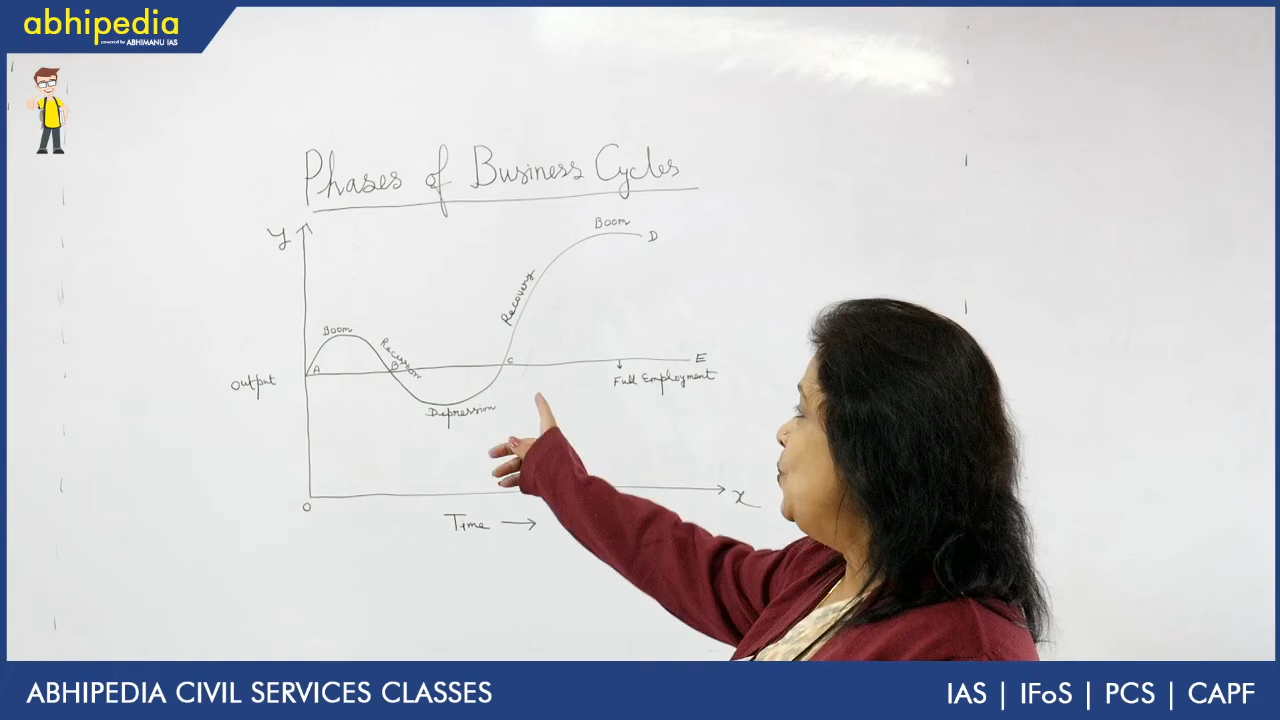 abhipedia
powered by ABHIMANU IAS
Phases of Business Cycles
y
Boom
D
Recovery
Boom
Recession
A
B
C
E
Output
Full Employment
Depression
x
O
Time
ABHIPEDIA CIVIL SERVICES CLASSES
IAS | IFoS | PCS | CAPF